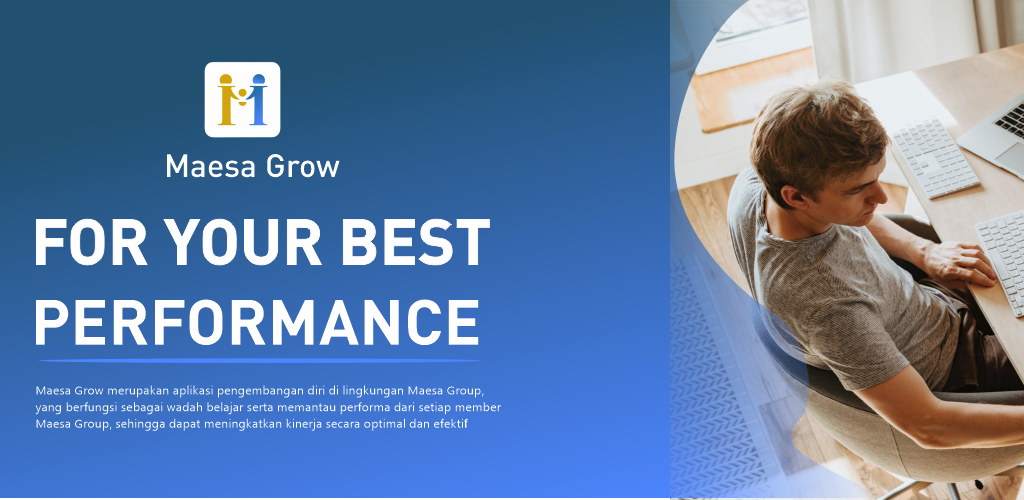 Maesa Grow
FOR YOUR BEST
PERFORMANCE
Maesa Grow merupakan aplikasi pengembangan diri di lingkungan Maesa Group,
yang berfungsi sebagai wadah belajar serta memantau performa dari setiap member
Maesa Group, sehingga dapat meningkatkan kinerja secara optimal dan efektif